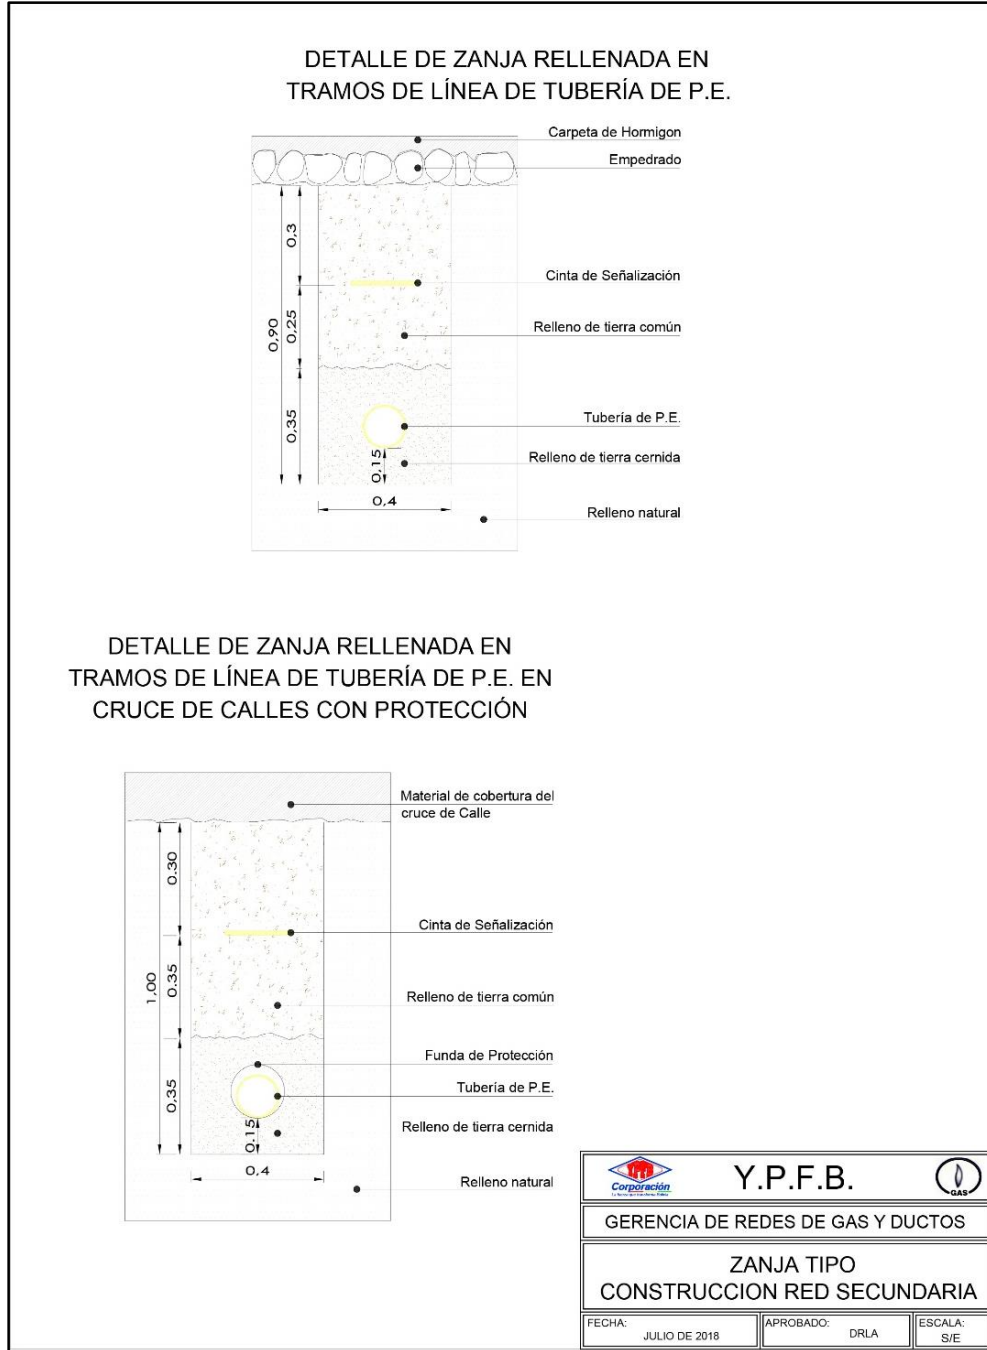 DETALLE DE ZANJA RELLENADA EN
TRAMOS DE LÍNEA DE TUBERÍA DE P.E.
Carpeta de Hormigon
Empedrado
0,3
Cinta de Señalización
0,25
0,90
Relleno de tierra común
0,35
Tubería de P.E.
0,15
Relleno de tierra cernida
0,4
Relleno natural
DETALLE DE ZANJA RELLENADA EN
TRAMOS DE LÍNEA DE TUBERÍA DE P.E. EN
CRUCE DE CALLES CON PROTECCIÓN
Material de cobertura del
cruce de Calle
0.30
Cinta de Señalización
0.35
1,00
Relleno de tierra común
Funda de Protección
0,35
Tubería de P.E.
0.15
Relleno de tierra cernida
0,4
Relleno natural
YPFB
Corporación
Y.P.F.B.
GAS
GERENCIA DE REDES DE GAS Y DUCTOS
ZANJA TIPO
CONSTRUCCION RED SECUNDARIA
FECHA:
JULIO DE 2018
APROBADO:
DRLA
ESCALA:
S/E